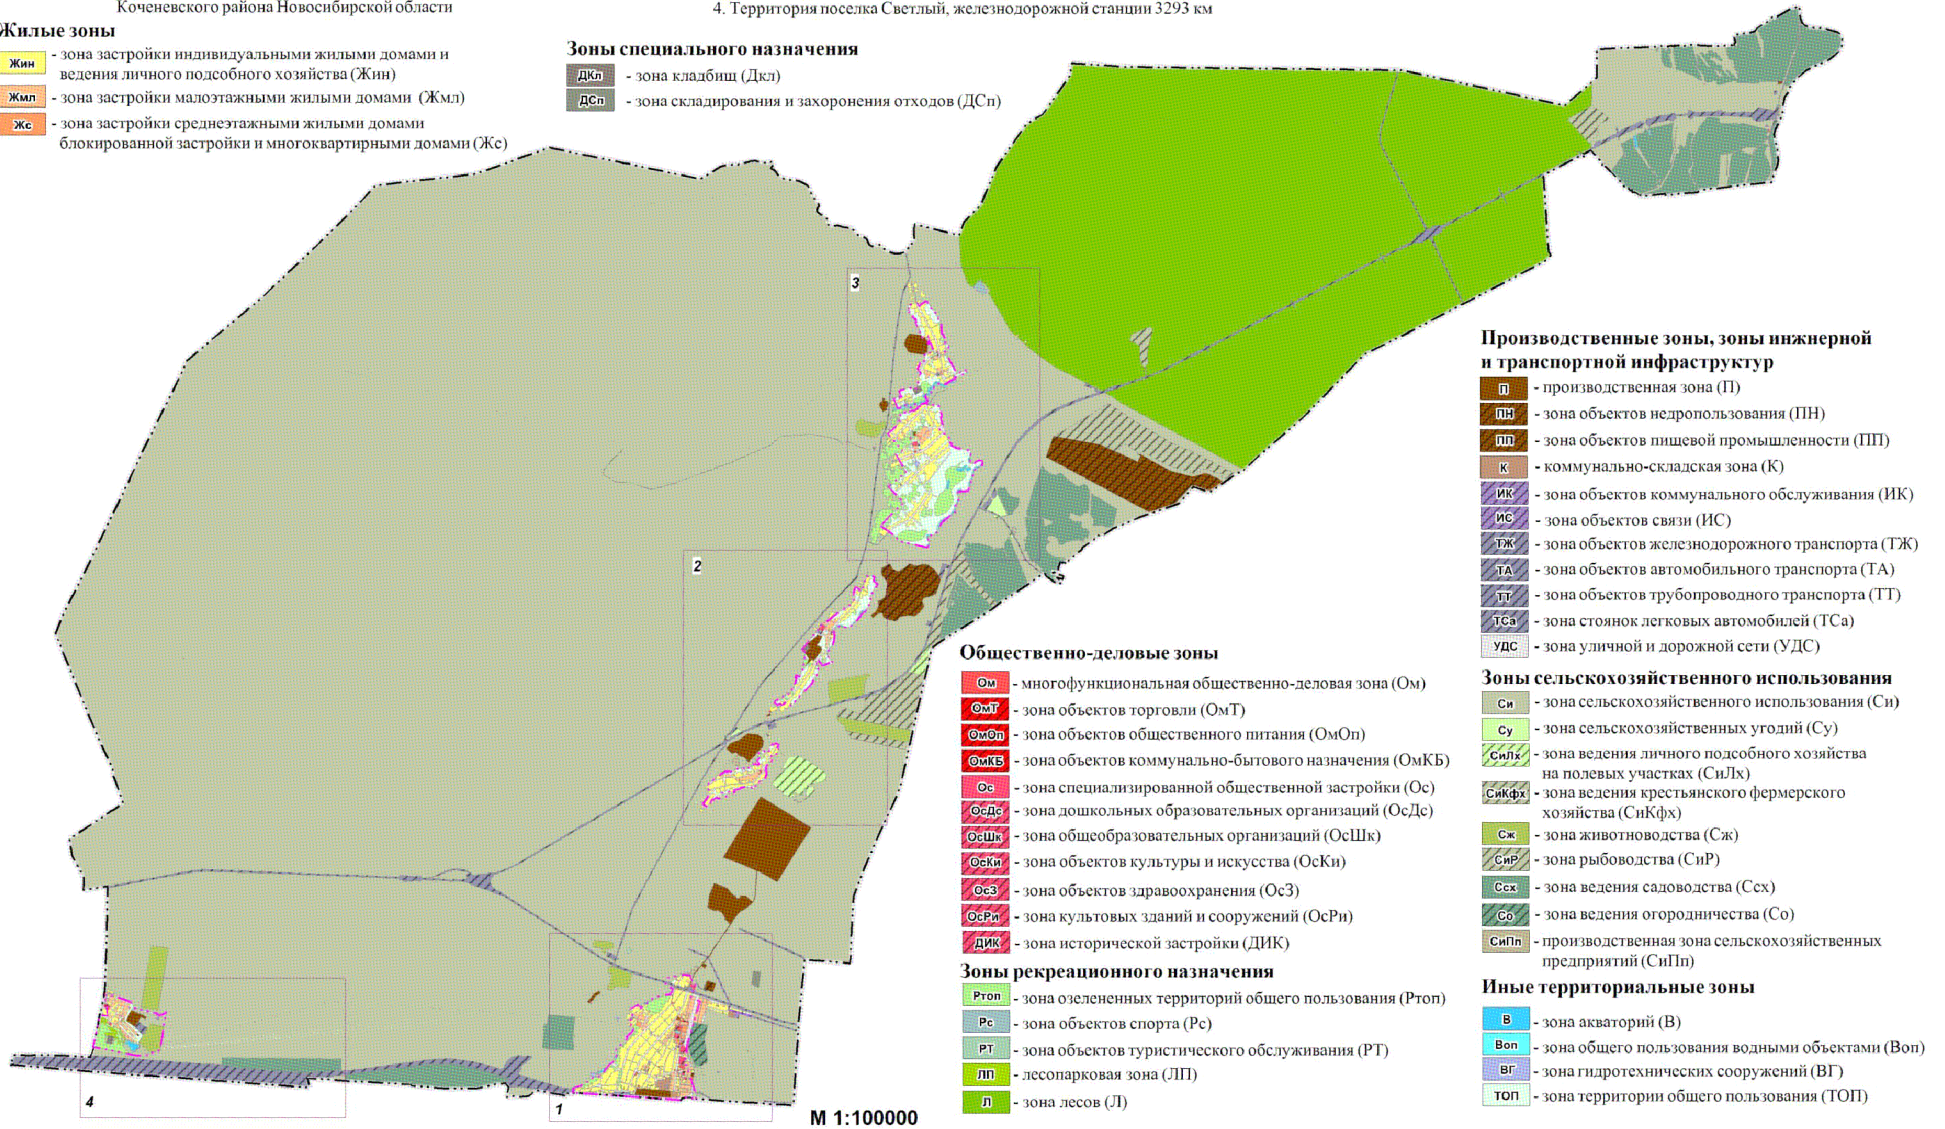 Коченевского района Новосибирской области
4. Территория поселка Светлый, железнодорожной станции 3293 км
Жилые зоны
Жин - зона застройки индивидуальными жилыми домами и
ведения личного подсобного хозяйства (Жин)
Жмл - зона застройки малоэтажными жилыми домами (Жмл)
Жс - зона застройки среднеэтажными жилыми домами
блокированной застройки и многоквартирными домами (Жс)
Зоны специального назначения
ДКл - зона кладбищ (Дкл)
ДСп - зона складирования и захоронения отходов (ДСп)
3
2
4
1
М 1:100000
Общественно-деловые зоны
Ом - многофункциональная общественно-деловая зона (Ом)
ОмТ - зона объектов торговли (ОмТ)
ОмОп - зона объектов общественного питания (ОмОп)
ОмКБ - зона объектов коммунально-бытового назначения (ОмКБ)
Ос - зона специализированной общественной застройки (Ос)
ОсДс - зона дошкольных образовательных организаций (ОсДс)
ОсШк - зона общеобразовательных организаций (ОсШк)
ОсКи - зона объектов культуры и искусства (ОсКи)
ОсЗ - зона объектов здравоохранения (ОсЗ)
ОсРи - зона культовых зданий и сооружений (ОсРи)
ДИК - зона исторической застройки (ДИК)
Зоны рекреационного назначения
Ртоп - зона озелененных территорий общего пользования (Ртоп)
Рс - зона объектов спорта (Рс)
РТ - зона объектов туристического обслуживания (РТ)
ЛП - лесопарковая зона (ЛП)
Л - зона лесов (Л)
Производственные зоны, зоны инжнерной
и транспортной инфраструктур
П - производственная зона (П)
ПН - зона объектов недропользования (ПН)
ПП - зона объектов пищевой промышленности (ПП)
К - коммунально-складская зона (К)
ИК - зона объектов коммунального обслуживания (ИК)
ИС - зона объектов связи (ИС)
ТЖ - зона объектов железнодорожного транспорта (ТЖ)
ТА - зона объектов автомобильного транспорта (ТА)
ТТ - зона объектов трубопроводного транспорта (ТТ)
ТСа - зона стоянок легковых автомобилей (ТСа)
УДС - зона уличной и дорожной сети (УДС)
Зоны сельскохозяйственного использования
Си - зона сельскохозяйственного использования (Си)
Су - зона сельскохозяйственных угодий (Су)
СиЛх - зона ведения личного подсобного хозяйства
на полевых участках (СиЛх)
СиКфх - зона ведения крестьянского фермерского
хозяйства (СиКфх)
Сж - зона животноводства (Сж)
СиР - зона рыбоводства (СиР)
Ссх - зона ведения садоводства (Ссх)
Со - зона ведения огородничества (Со)
СиПп - производственная зона сельскохозяйственных
предприятий (СиПп)
Иные территориальные зоны
В - зона акваторий (В)
Воп - зона общего пользования водными объектами (Воп)
ВГ - зона гидротехнических сооружений (ВГ)
ТОП - зона территории общего пользования (ТОП)